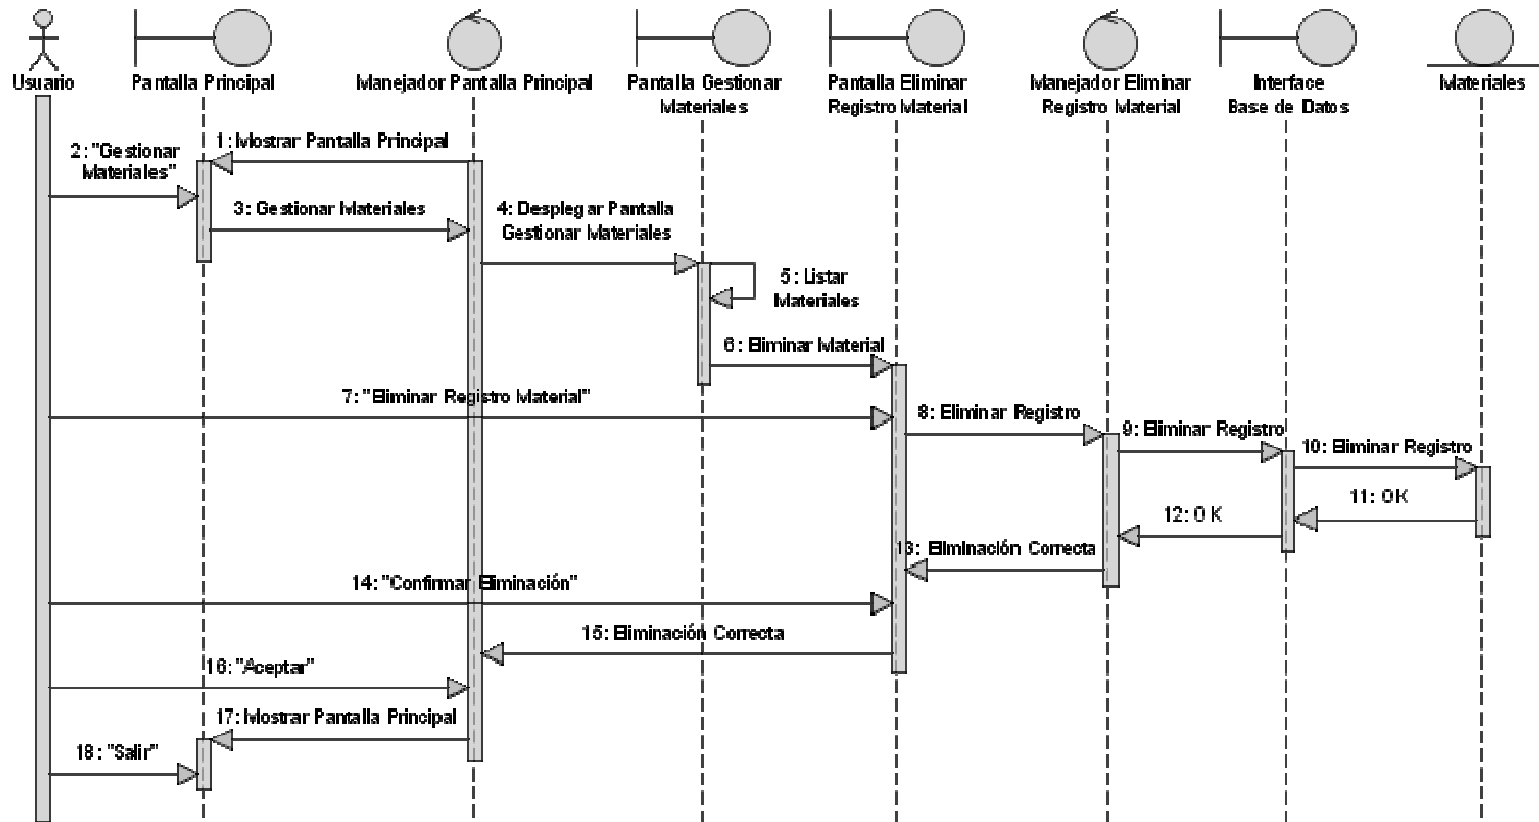 Usuario
Pantalla Principal
Manejador Pantalla Principal
Pantalla Gestionar
Materiales
Pantalla Eliminar
Registro Material
Manejador Eliminar
Registro Material
Interface
Base de Datos
Materiales
1: Mostrar Pantalla Principal
2: "Gestionar
Materiales"
3: Gestionar Materiales
4: Desplegar Pantalla
Gestionar Materiales
5: Listar
Materiales
6: Eliminar Material
7: "Eliminar Registro Material"
8: Eliminar Registro
9: Eliminar Registro
10: Eliminar Registro
11: OK
12: OK
13: Eliminación Correcta
14: "Confirmar Eliminación"
15: Eliminación Correcta
16: "Aceptar"
17: Mostrar Pantalla Principal
18: "Salir"